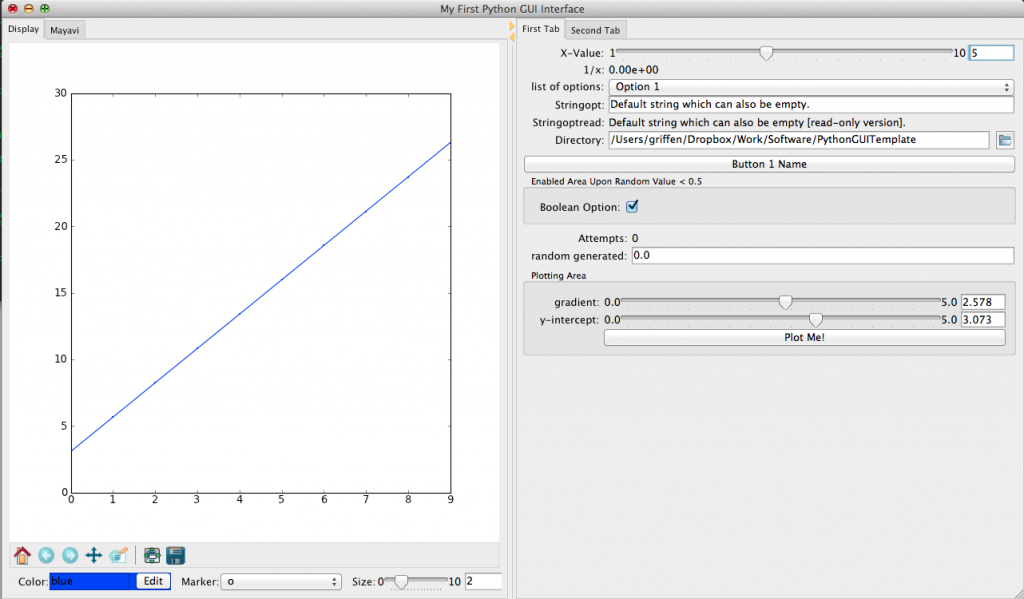 My First Python GUI Interface
Display Mayavi
30
25
20
15
10
5
0
0 1 2 3 4 5 6 7 8 9
Color: blue Edit Marker: o Size: 0 10 2
First Tab Second Tab
X-Value: 1 10 5
1/x: 0.00e+00
list of options: Option 1
Stringopt: Default string which can also be empty.
Stringoptread: Default string which can also be empty [read-only version].
Directory: /Users/griffen/Dropbox/Work/Software/PythonGUITemplate
Button 1 Name
Enabled Area Upon Random Value < 0.5
Boolean Option:
Attempts: 0
random generated: 0.0
Plotting Area
gradient: 0.0 5.0 2.578
y-intercept: 0.0 5.0 3.073
Plot Me!